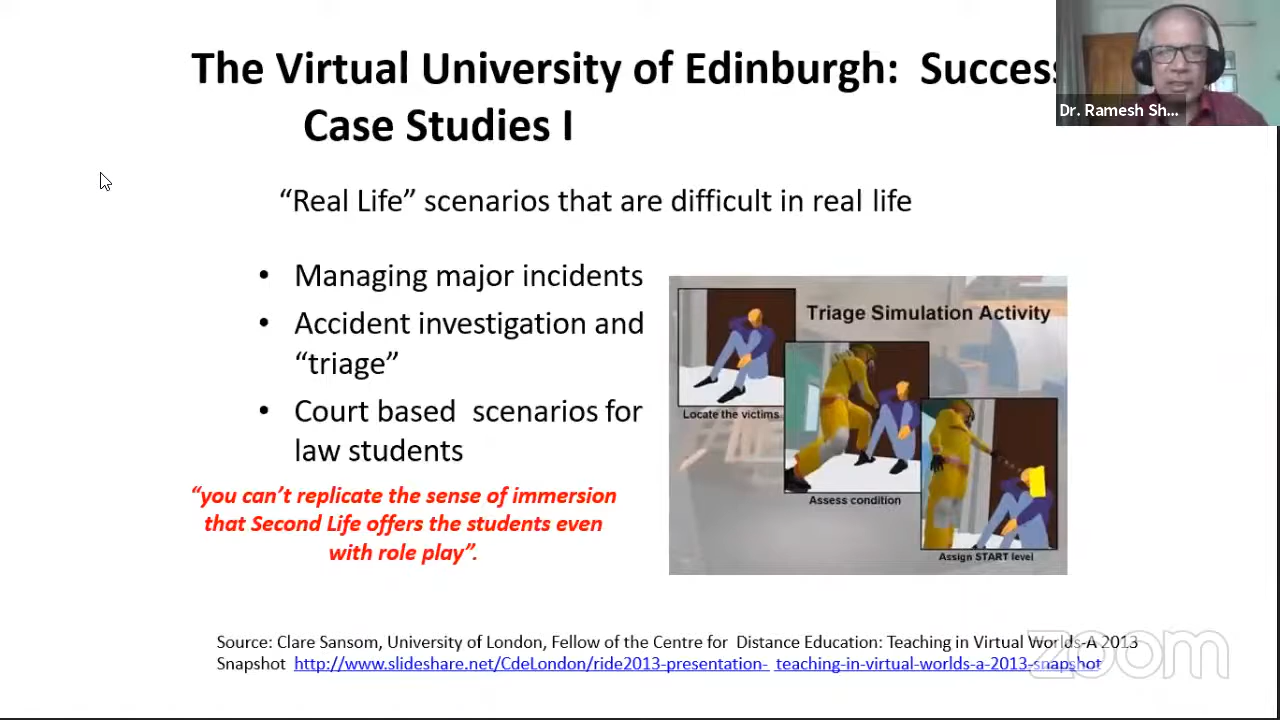 The Virtual University of Edinburgh: Success
Case Studies I
Dr. Ramesh Sh...
“Real Life” scenarios that are difficult in real life
• Managing major incidents
• Accident investigation and
“triage”
• Court based scenarios for
law students
“you can’t replicate the sense of immersion
that Second Life offers the students even
with role play”.
Triage Simulation Activity
Locate the victims
Assess condition
Assign START level
Source: Clare Sansom, University of London, Fellow of the Centre for Distance Education: Teaching in Virtual Worlds-A 2013
Snapshot http://www.slideshare.net/CdeLondon/ride2013-presentation- teaching-in-virtual-worlds-a-2013-snapshot
zoom